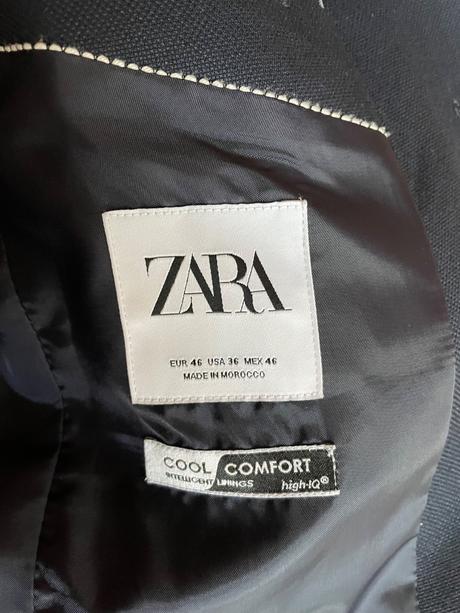 ZARA
EUR 46 USA 36 MEX 46
MADE IN MOROCCO
COOL COMFORT
INTELLIGENT LININGS high-IQ®